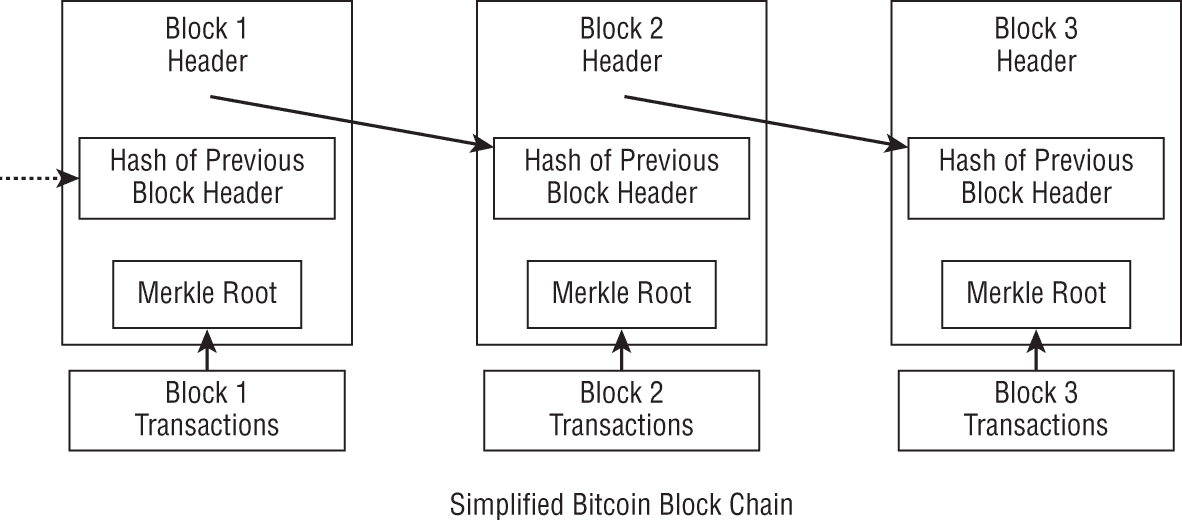 Block 1
Header
Hash of Previous
Block Header
Merkle Root
Block 1
Transactions
Block 2
Header
Hash of Previous
Block Header
Merkle Root
Block 2
Transactions
Block 3
Header
Hash of Previous
Block Header
Merkle Root
Block 3
Transactions
Simplified Bitcoin Block Chain